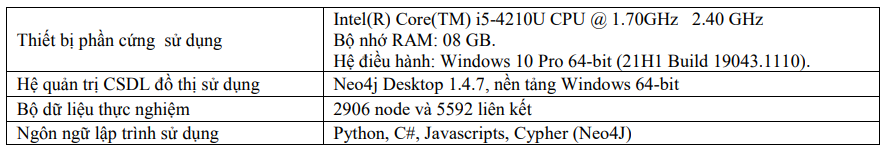 Thiết bị phần cứng sử dụng
Intel(R) Core(TM) i5-4210U CPU @ 1.70GHz 2.40 GHz
Bộ nhớ RAM: 08 GB.
Hệ điều hành: Windows 10 Pro 64-bit (21H1 Build 19043.1110).
Hệ quản trị CSDL đồ thị sử dụng
Neo4j Desktop 1.4.7, nền tảng Windows 64-bit
Bộ dữ liệu thực nghiệm
2906 node và 5592 liên kết
Ngôn ngữ lập trình sử dụng
Python, C#, Javascripts, Cypher (Neo4J)